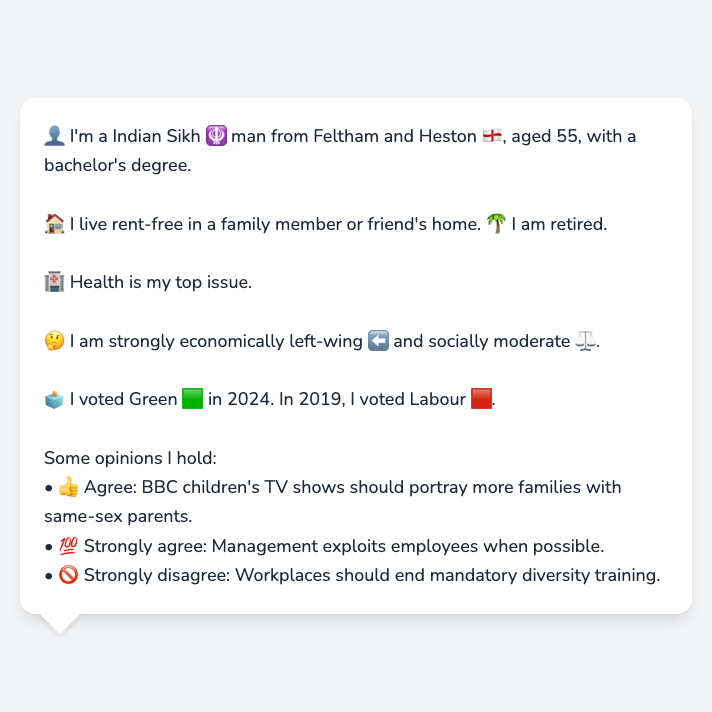 👤 I'm a Indian Sikh 🪯 man from Feltham and Heston 🏴󠁧󠁢󠁥󠁮󠁧󠁿, aged 55, with a
bachelor's degree.
🏠 I live rent-free in a family member or friend's home. 🌴 I am retired.
🏥 Health is my top issue.
🤔 I am strongly economically left-wing ⬅️ and socially moderate ⚖️.
🗳️ I voted Green 🟩 in 2024. In 2019, I voted Labour 🟥.
Some opinions I hold:
• 👍 Agree: BBC children's TV shows should portray more families with
same-sex parents.
• 💯 Strongly agree: Management exploits employees when possible.
• 🚫 Strongly disagree: Workplaces should end mandatory diversity training.